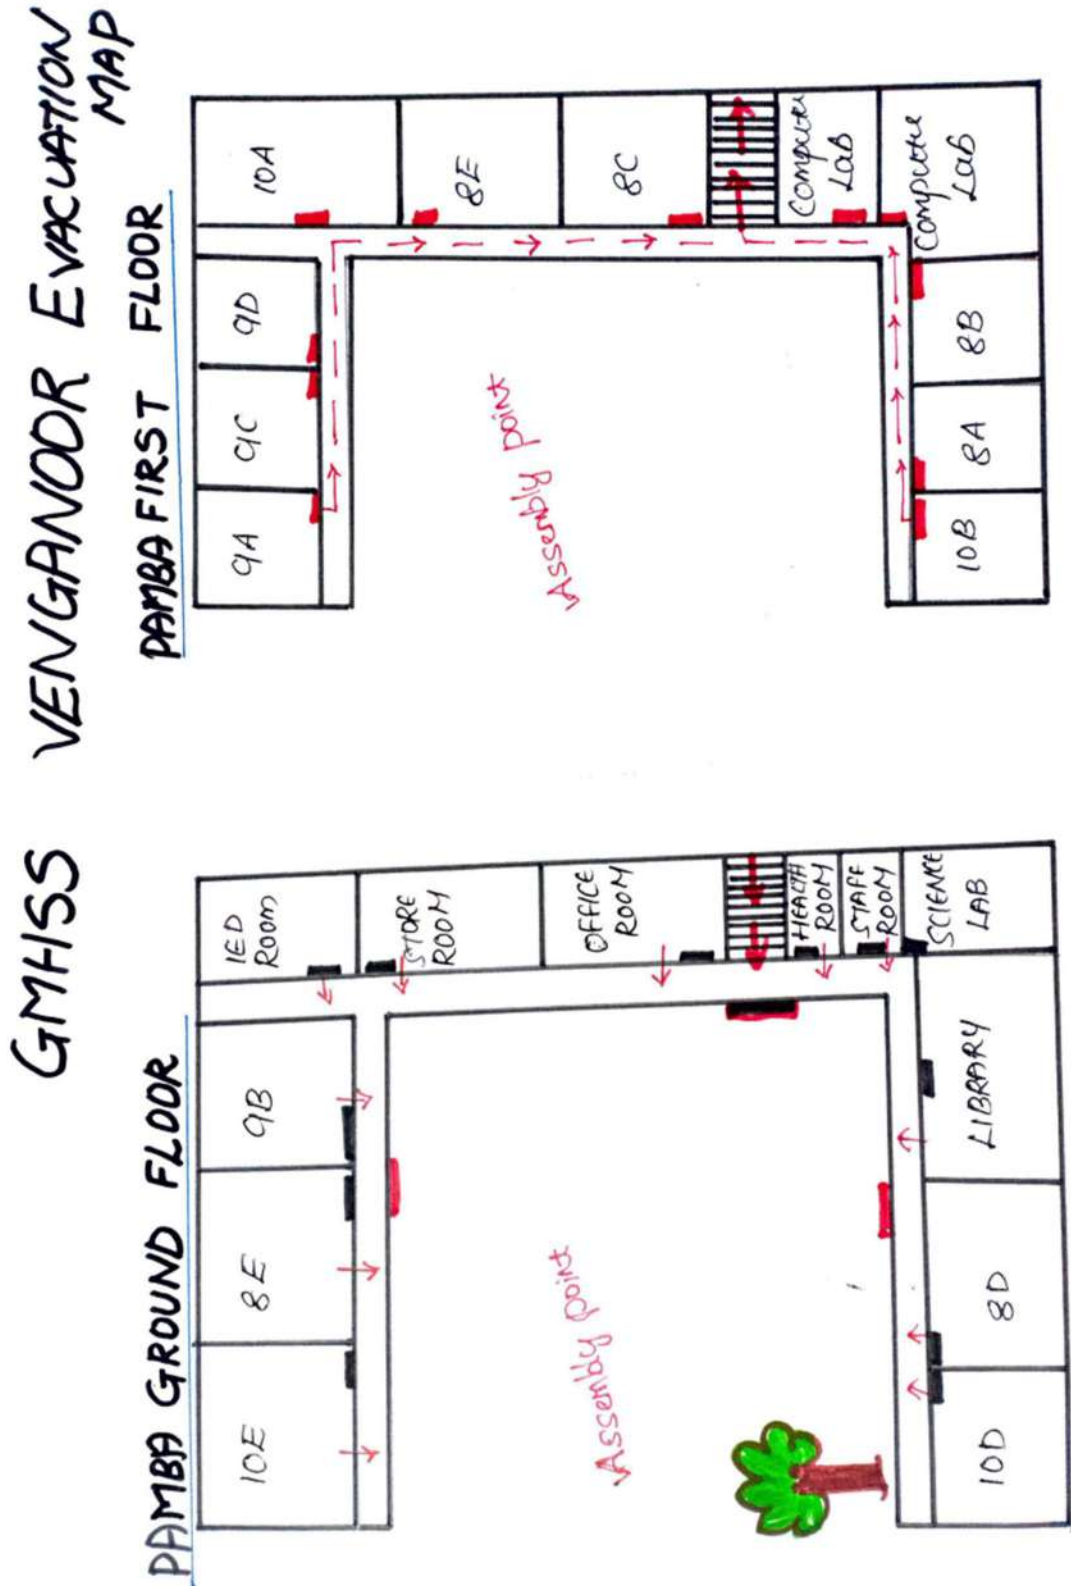 GMHSS VENGANOOR EVACUATION
MAP
PAMBA GROUND FLOOR
10E
8E
9B
IED
Room
STORE
ROOM
OFFICE
ROOM
HEALTH
ROOM
STAFF
ROOM
SCIENCE
LAB
LIBRARY
8D
10D
Assembly point
PAMBA FIRST FLOOR
9A
9C
9D
10A
8E
8C
Computer
Lab
Computer
Lab
8B
8A
10B
Assembly point